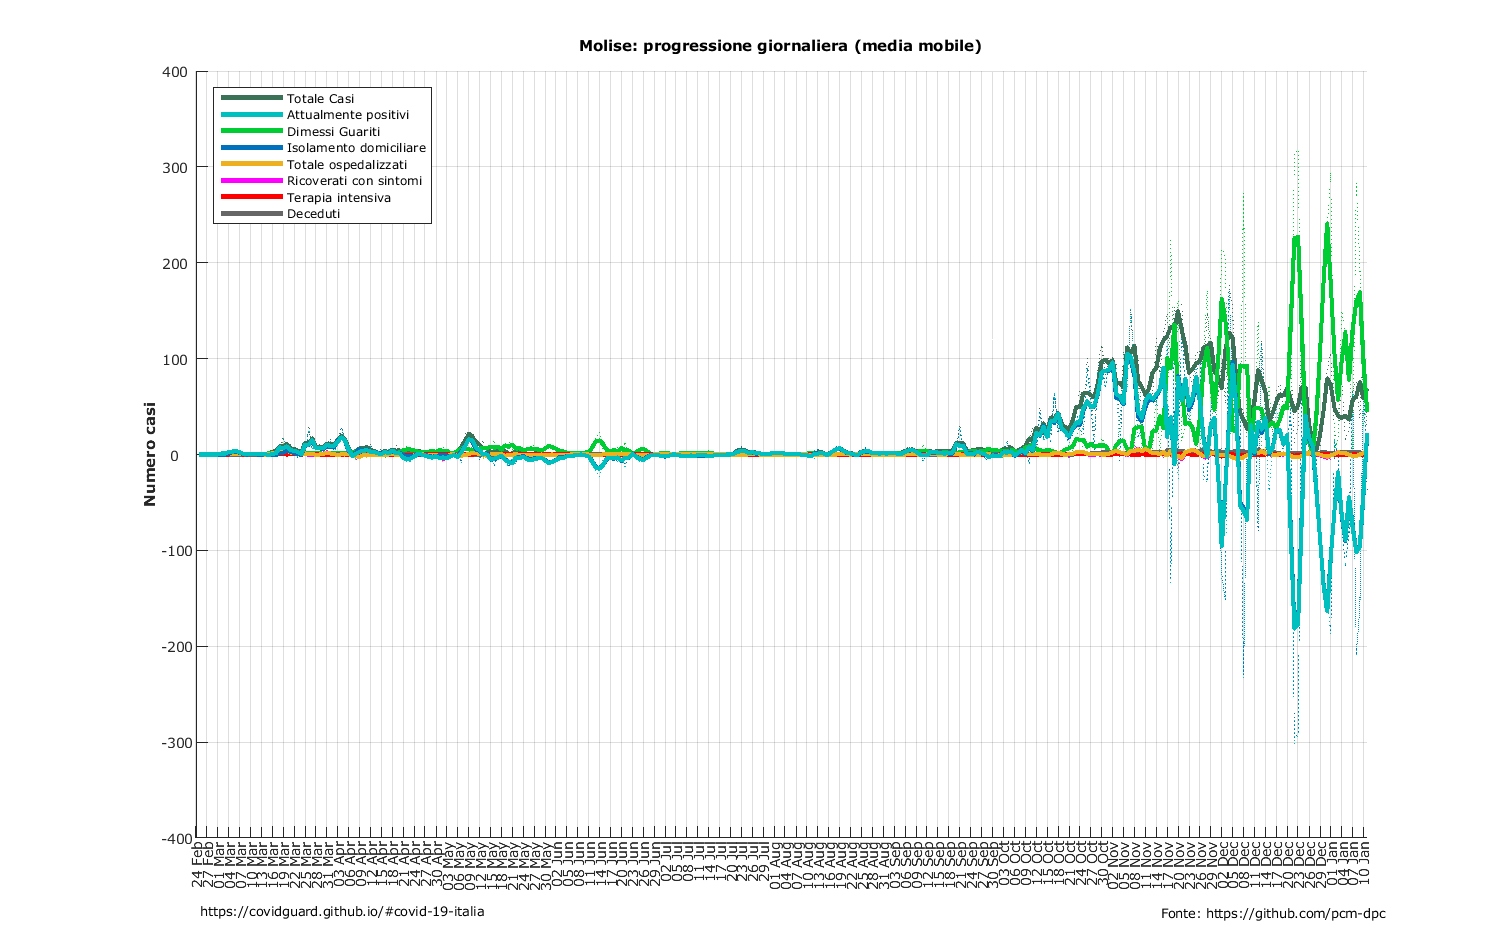 Molise: progressione giornaliera (media mobile)
400
300
200
100
0
-100
-200
-300
-400
Numero casi
Totale Casi
Attualmente positivi
Dimessi Guariti
Isolamento domiciliare
Totale ospedalizzati
Ricoverati con sintomi
Terapia intensiva
Deceduti
24 Feb
27 Feb
01 Mar
04 Mar
07 Mar
10 Mar
13 Mar
16 Mar
19 Mar
22 Mar
25 Mar
28 Mar
31 Mar
03 Apr
06 Apr
09 Apr
12 Apr
15 Apr
18 Apr
21 Apr
24 Apr
27 Apr
30 Apr
03 May
06 May
09 May
12 May
15 May
18 May
21 May
24 May
27 May
30 May
02 Jun
05 Jun
08 Jun
11 Jun
14 Jun
17 Jun
20 Jun
23 Jun
26 Jun
29 Jun
02 Jul
05 Jul
08 Jul
11 Jul
14 Jul
17 Jul
20 Jul
23 Jul
26 Jul
29 Jul
01 Aug
04 Aug
07 Aug
10 Aug
13 Aug
16 Aug
19 Aug
22 Aug
25 Aug
28 Aug
31 Aug
03 Sep
06 Sep
09 Sep
12 Sep
15 Sep
18 Sep
21 Sep
24 Sep
27 Sep
30 Sep
03 Oct
06 Oct
09 Oct
12 Oct
15 Oct
18 Oct
21 Oct
24 Oct
27 Oct
30 Oct
02 Nov
05 Nov
08 Nov
11 Nov
14 Nov
17 Nov
20 Nov
23 Nov
26 Nov
29 Nov
02 Dec
05 Dec
08 Dec
11 Dec
14 Dec
17 Dec
20 Dec
23 Dec
26 Dec
29 Dec
01 Jan
04 Jan
07 Jan
10 Jan
https://covidguard.github.io/#covid-19-italia
Fonte: https://github.com/pcm-dpc